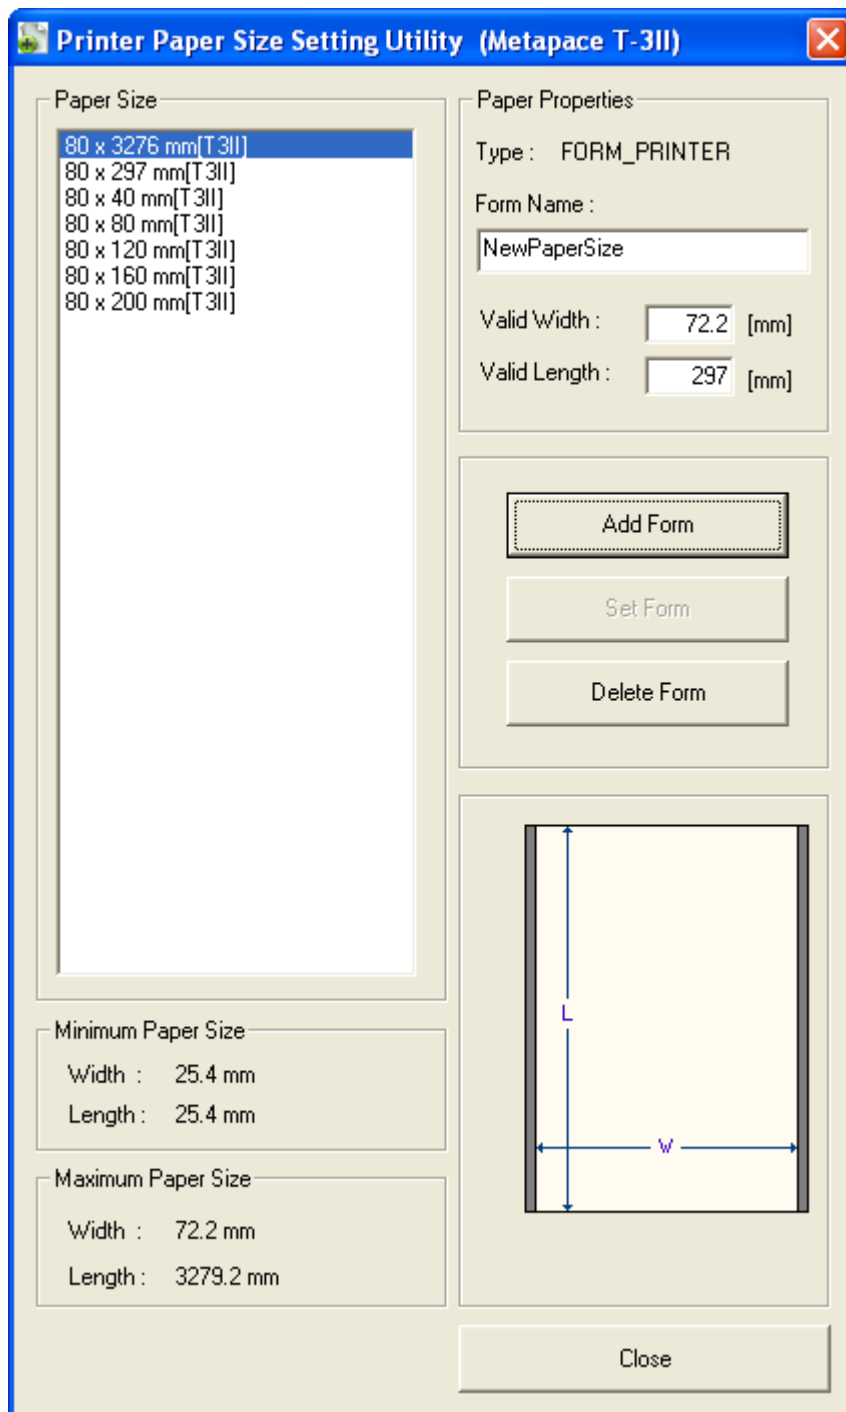 Printer Paper Size Setting Utility (Metapace T-3II)
Paper Size
80 x 3276 mm[T3II]
80 x 297 mm[T3II]
80 x 40 mm[T3II]
80 x 80 mm[T3II]
80 x 120 mm[T3II]
80 x 160 mm[T3II]
80 x 200 mm[T3II]
Minimum Paper Size
Width : 25.4 mm
Length : 25.4 mm
Maximum Paper Size
Width : 72.2 mm
Length : 3279.2 mm
Paper Properties
Type : FORM_PRINTER
Form Name :
NewPaperSize
Valid Width : 72.2 [mm]
Valid Length : 297 [mm]
Add Form
Set Form
Delete Form
L
W
Close